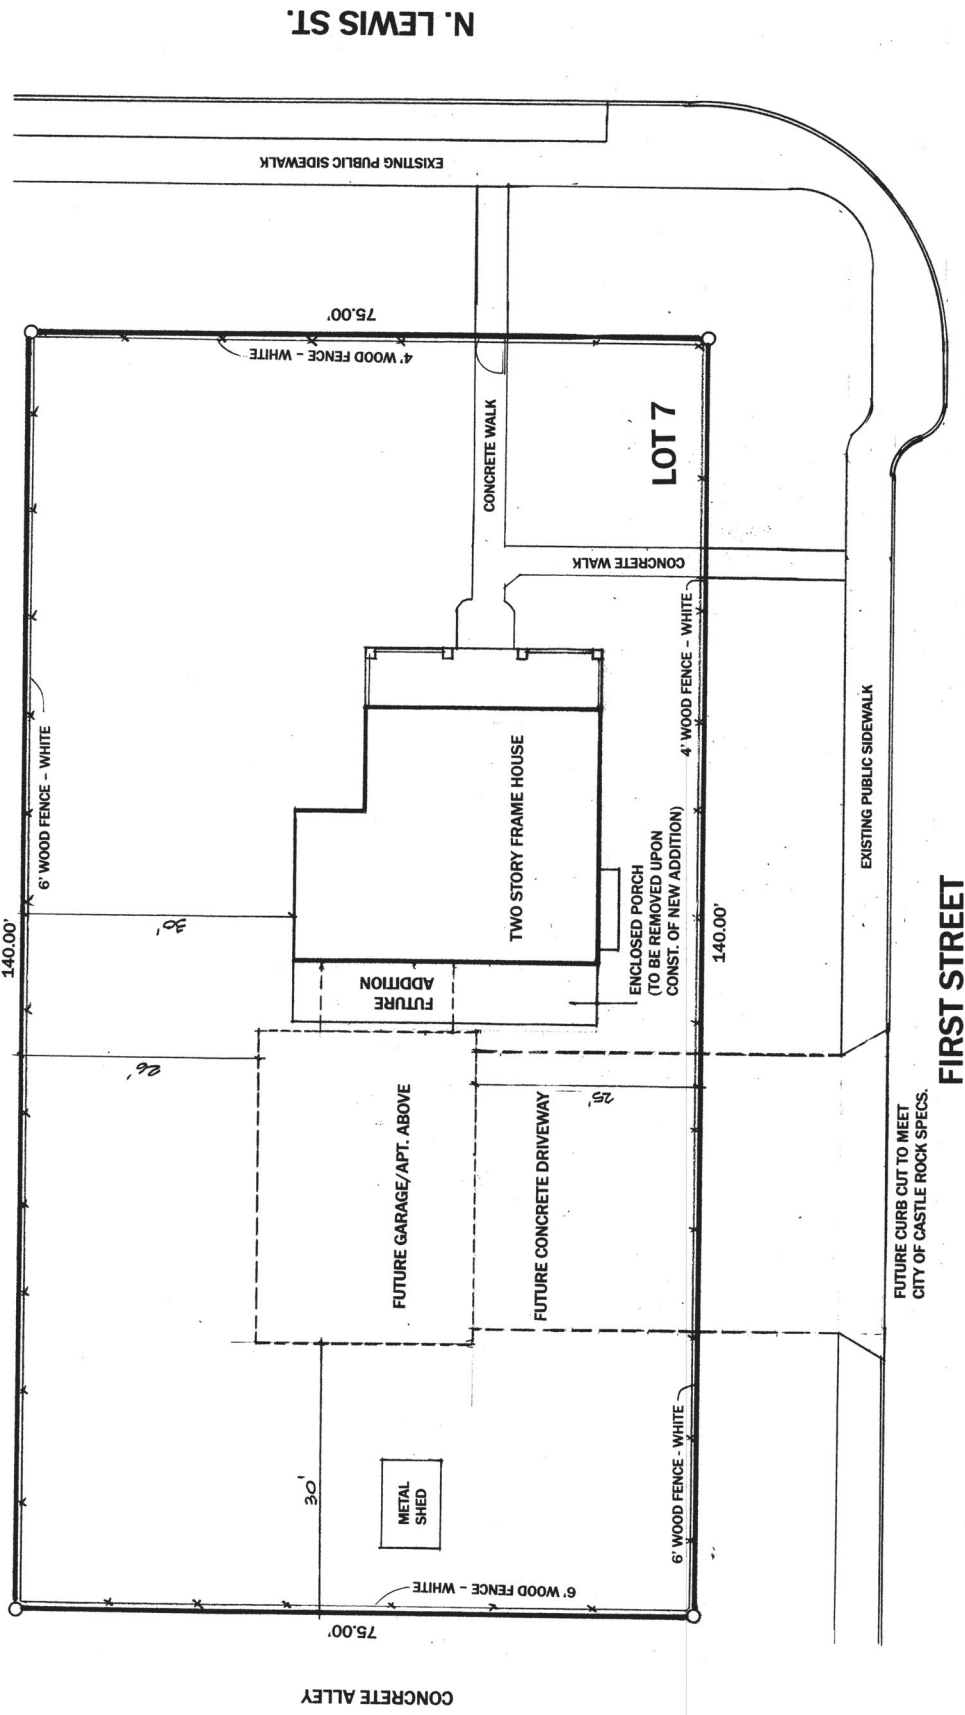 N. LEWIS ST.
EXISTING PUBLIC SIDEWALK
75.00'
4' WOOD FENCE – WHITE
CONCRETE WALK
LOT 7
CONCRETE WALK
4' WOOD FENCE – WHITE
6' WOOD FENCE – WHITE
140.00'
30'
TWO STORY FRAME HOUSE
EXISTING PUBLIC SIDEWALK
ENCLOSED PORCH
(TO BE REMOVED UPON
CONST. OF NEW ADDITION)
140.00'
FUTURE
ADDITION
26'
25'
FUTURE GARAGE/APT. ABOVE
FUTURE CONCRETE DRIVEWAY
FIRST STREET
FUTURE CURB CUT TO MEET
CITY OF CASTLE ROCK SPECS.
30'
METAL
SHED
6' WOOD FENCE - WHITE
6' WOOD FENCE – WHITE
75.00'
CONCRETE ALLEY